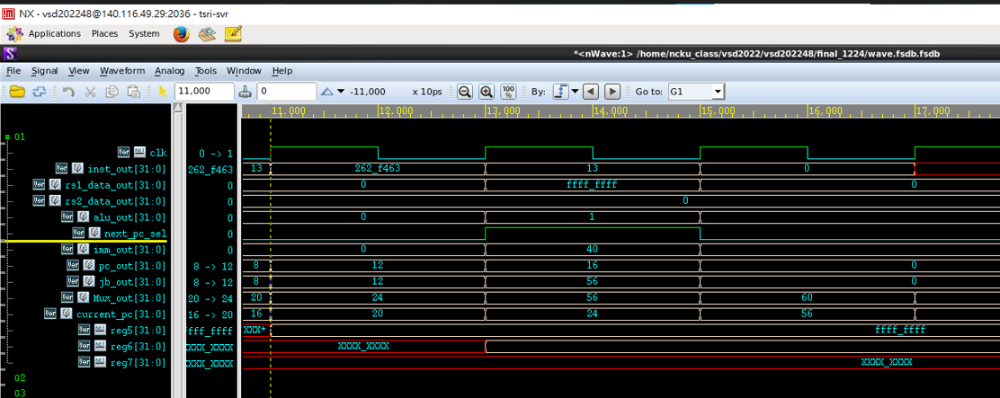 NX - vsd202248@140.116.49.29:2036 - tsri-svr
Applications Places System
*<nWave:1> /home/ncku_class/vsd2022/vsd202248/final_1224/wave.fsdb.fsdb
File Signal View Waveform Analog Tools Window Help
11,000 0 -11,000 x 10ps 100 % By: Go to: G1
11,000 12,000 13,000 14,000 15,000 16,000 17,000
G1
clk 0 -> 1
inst_out[31:0] 262_f463 13 262_f463 13 0
rs1_data_out[31:0] 0 0 ffff_ffff 0
rs2_data_out[31:0] 0 0
alu_out[31:0] 0 0 1
next_pc_sel 0
imm_out[31:0] 0 0 40
pc_out[31:0] 8 -> 12 8 12 16 0
jb_out[31:0] 8 -> 12 8 12 56 0
Mux_out[31:0] 20 -> 24 20 24 56 60
current_pc[31:0] 16 -> 20 16 20 24 56
reg5[31:0] ffff_ffff XXX* ffff_ffff
reg6[31:0] XXXX_XXXX XXXX_XXXX
reg7[31:0] XXXX_XXXX XXXX_XXXX
G2
G3